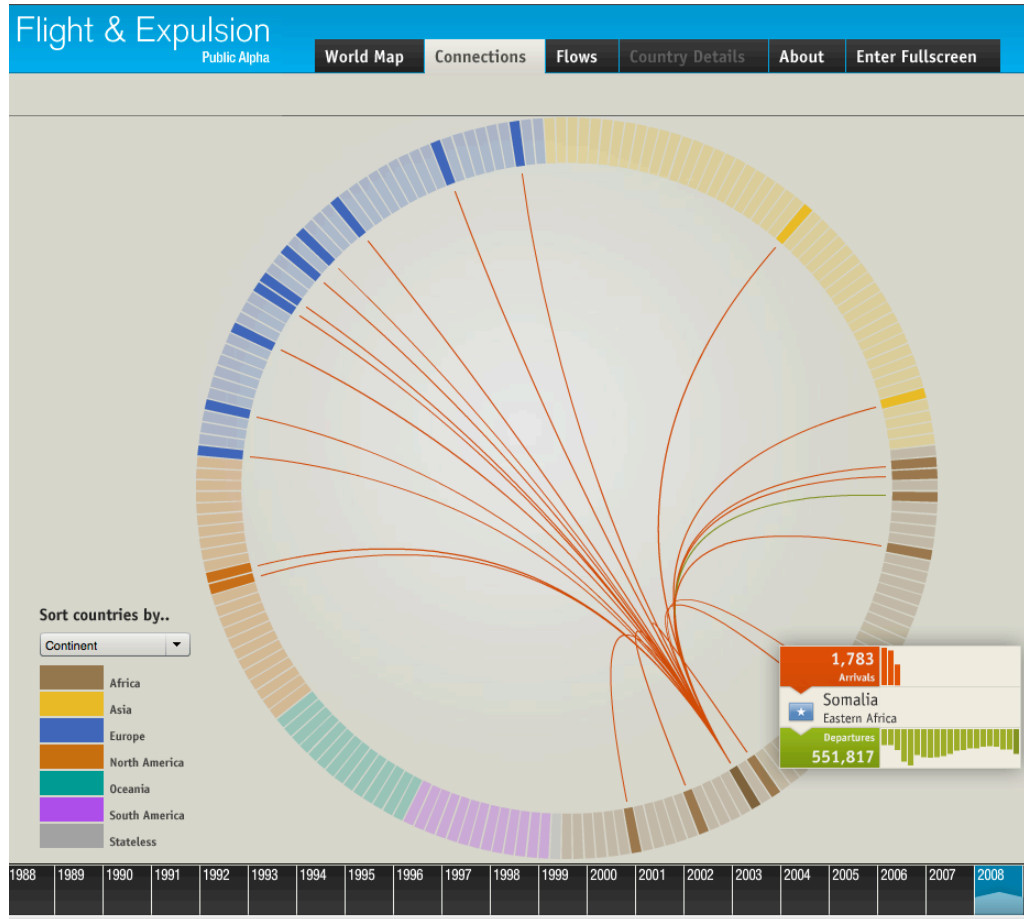 Flight & Expulsion
Public Alpha
World Map
Connections
Flows
Country Details
About
Enter Fullscreen
1,783
Arrivals
Somalia
Eastern Africa
Departures
551,817
Sort countries by..
Continent
Africa
Asia
Europe
North America
Oceania
South America
Stateless
1988 1989 1990 1991 1992 1993 1994 1995 1996 1997 1998 1999 2000 2001 2002 2003 2004 2005 2006 2007 2008